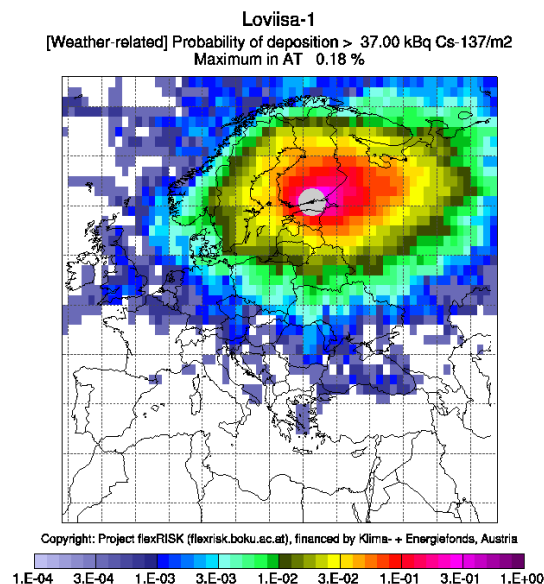 Loviisa-1
[Weather-related] Probability of deposition > 37.00 kBq Cs-137/m2
Maximum in AT 0.18 %
Copyright: Project flexRISK (flexrisk.boku.ac.at), financed by Klima- + Energiefonds, Austria
1.E-04 3.E-04 1.E-03 3.E-03 1.E-02 3.E-02 1.E-01 3.E-01 1.E+00